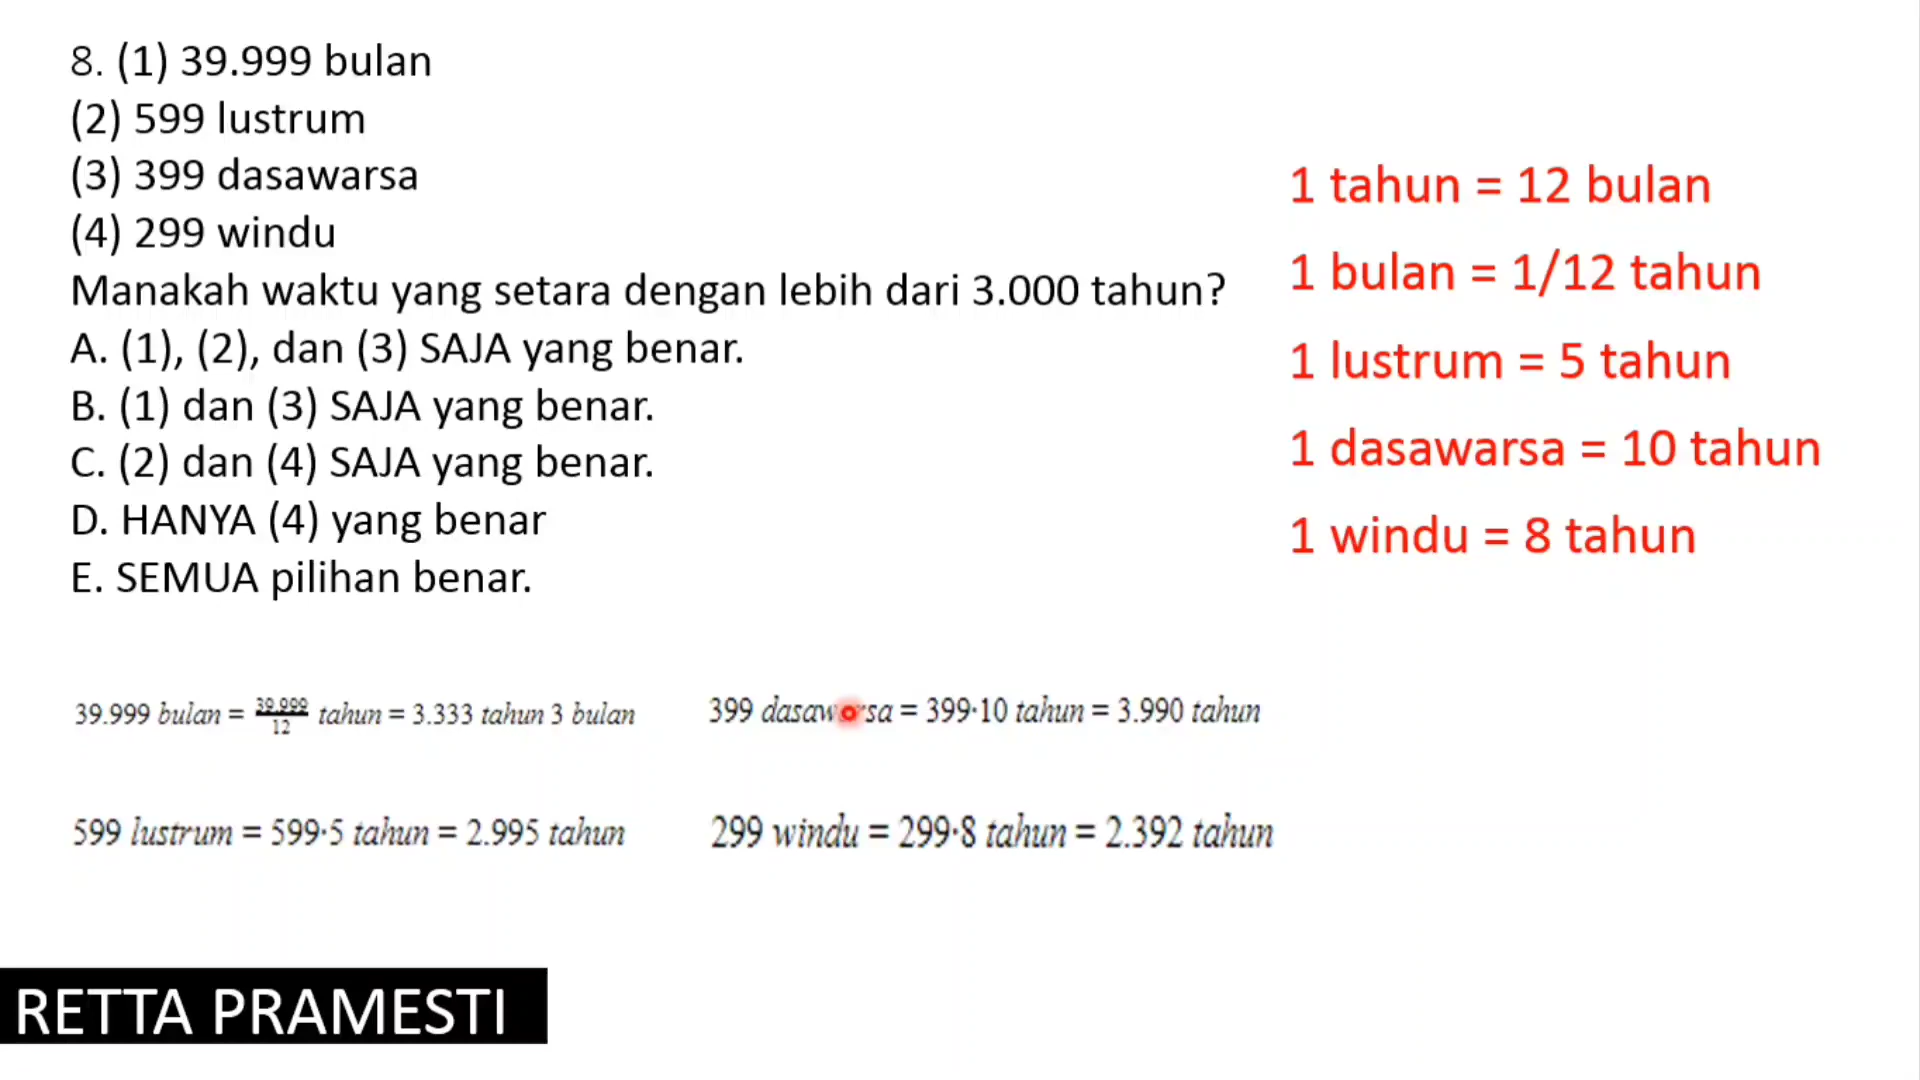 8. (1) 39.999 bulan
(2) 599 lustrum
(3) 399 dasawarsa
(4) 299 windu
Manakah waktu yang setara dengan lebih dari 3.000 tahun?
A. (1), (2), dan (3) SAJA yang benar.
B. (1) dan (3) SAJA yang benar.
C. (2) dan (4) SAJA yang benar.
D. HANYA (4) yang benar
E. SEMUA pilihan benar.
1 tahun = 12 bulan
1 bulan = 1/12 tahun
1 lustrum = 5 tahun
1 dasawarsa = 10 tahun
1 windu = 8 tahun
39.999 bulan = 39.999/12 tahun = 3.333 tahun 3 bulan
399 dasawarsa = 399·10 tahun = 3.990 tahun
599 lustrum = 599·5 tahun = 2.995 tahun
299 windu = 299·8 tahun = 2.392 tahun
RETTA PRAMESTI